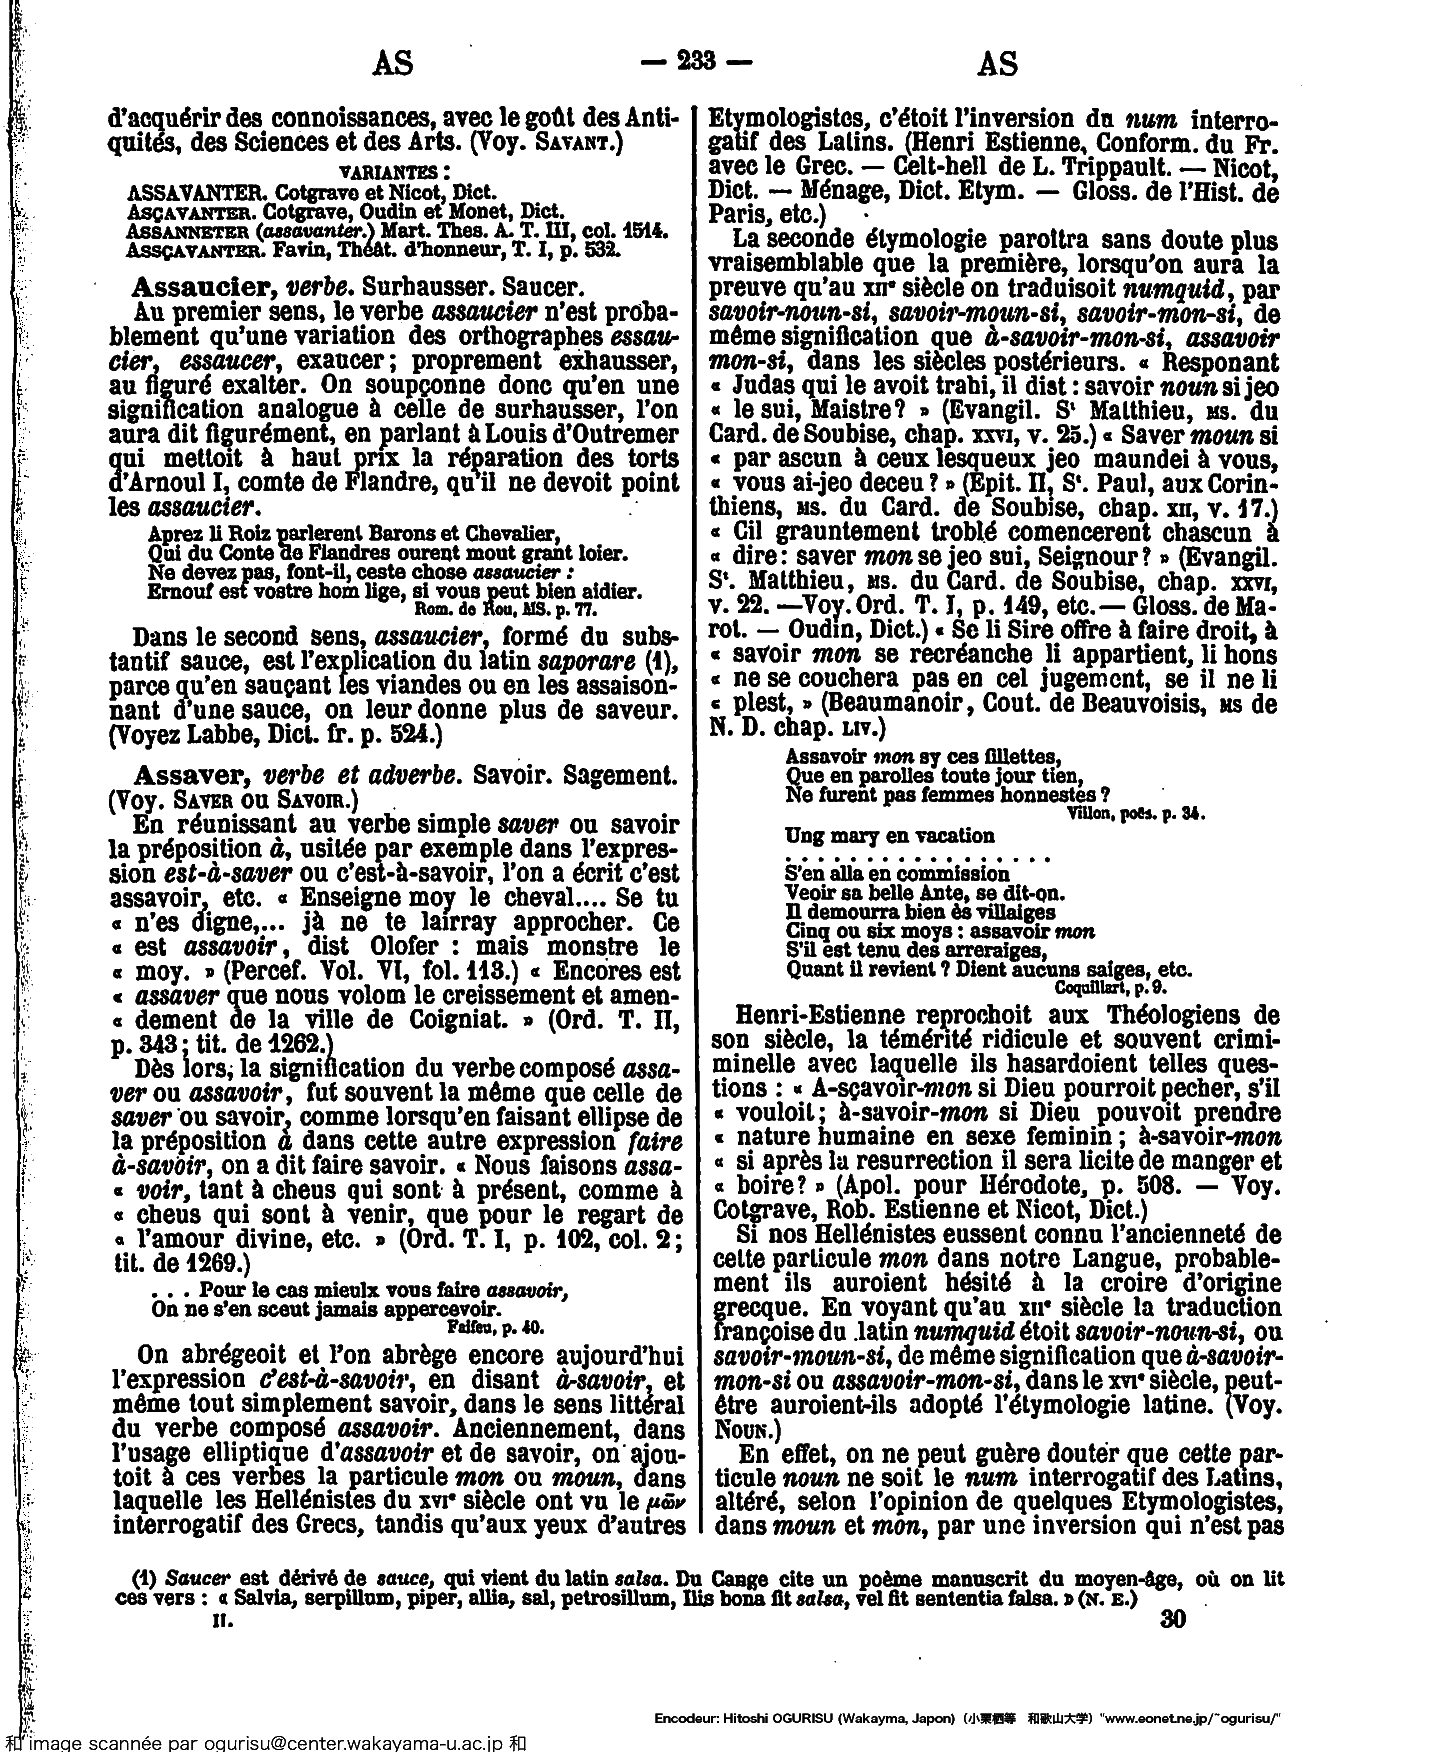 AS
— 233 —
AS
d'acquérir des connoissances, avec le goût des Anti-
quités, des Sciences et des Arts. (Voy. SAVANT.)
VARIANTES :
ASSAVANTER. Cotgrave et Nicot, Dict.
ASÇAVANTER. Cotgrave, Oudin et Monet, Dict.
ASSANNETER (assavanter.) Mart. Thes. A. T. III, col. 1514.
ASSÇAVANTER. Favin, Théât. d'honneur, T. I, p. 532.
Assaucier, verbe. Surhausser. Saucer.
Au premier sens, le verbe assaucier n'est proba-
blement qu'une variation des orthographes essau-
cier, essaucer, exaucer; proprement exhausser,
au figuré exalter. On soupçonne donc qu'en une
signification analogue à celle de surhausser, l'on
aura dit figurément, en parlant à Louis d'Outremer
qui mettoit à haut prix la réparation des torts
d'Arnoul I, comte de Flandre, qu'il ne devoit point
les assaucier.
Aprez li Roiz parlerent Barons et Chevalier,
Qui du Conte de Flandres ourent mout grant loier.
Ne devez pas, font-il, ceste chose assaucier :
Ernouf est vostre hom lige, si vous peut bien aidier.
Rom. de Rou, MS. p. 77.
Dans le second sens, assaucier, formé du subs-
tantif sauce, est l'explication du latin saporare (1),
parce qu'en sauçant les viandes ou en les assaison-
nant d'une sauce, on leur donne plus de saveur.
(Voyez Labbe, Dict. fr. p. 524.)
Assaver, verbe et adverbe. Savoir. Sagement.
(Voy. SAVER OU SAVOIR.)
En réunissant au verbe simple saver ou savoir
la préposition à, usitée par exemple dans l'expres-
sion est-à-saver ou c'est-à-savoir, l'on a écrit c'est
assavoir, etc. « Enseigne moy le cheval.... Se tu
« n'es digne,... jà ne te lairray approcher. Ce
« est assavoir, dist Olofer : mais monstre le
« moy. » (Percef. Vol. VI, fol. 113.) « Encores est
« assaver que nous volom le creissement et amen-
« dement de la ville de Coigniat. » (Ord. T. II,
p. 343; tit. de 1262.)
Dès lors, la signification du verbe composé assa-
ver ou assavoir, fut souvent la même que celle de
saver ou savoir, comme lorsqu'en faisant ellipse de
la préposition à dans cette autre expression faire
à-savoir, on a dit faire savoir. « Nous faisons assa-
« voir, tant à cheus qui sont à présent, comme à
« cheus qui sont à venir, que pour le regart de
« l'amour divine, etc. » (Ord. T. I, p. 102, col. 2;
tit. de 1269.)
. . . Pour le cas mieulx vous faire assavoir,
On ne s'en sceut jamais appercevoir.
Faifeu, p. 40.
On abrégeoit et l'on abrège encore aujourd'hui
l'expression c'est-à-savoir, en disant à-savoir, et
même tout simplement savoir, dans le sens littéral
du verbe composé assavoir. Anciennement, dans
l'usage elliptique d'assavoir et de savoir, on ajou-
toit à ces verbes la particule mon ou moun, dans
laquelle les Hellénistes du XVIe siècle ont vu le μῶν
interrogatif des Grecs, tandis qu'aux yeux d'autres
Etymologistes, c'étoit l'inversion du num interro-
gatif des Latins. (Henri Estienne, Conform. du Fr.
avec le Grec. — Celt-hell de L. Trippault. — Nicot,
Dict. — Ménage, Dict. Etym. — Gloss. de l'Hist. de
Paris, etc.)
La seconde étymologie paroîtra sans doute plus
vraisemblable que la première, lorsqu'on aura la
preuve qu'au XIIe siècle on traduisoit numquid, par
savoir-noun-si, savoir-moun-si, savoir-mon-si, de
même signification que à-savoir-mon-si, assavoir
mon-si, dans les siècles postérieurs. « Responant
« Judas qui le avoit trahi, il dist : savoir noun si jeo
« le sui, Maistre? » (Evangil. St Matthieu, MS. du
Card. de Soubise, chap. XXVI, v. 25.) « Saver moun si
« par ascun à ceux lesqueux jeo maundei à vous,
« vous ai-jeo deceu? » (Epit. II, St. Paul, aux Corin-
thiens, MS. du Card. de Soubise, chap. XII, v. 17.)
« Cil grauntement troblé comencerent chascun à
« dire: saver mon se jeo sui, Seignour? » (Evangil.
St. Matthieu, MS. du Card. de Soubise, chap. XXVI,
v. 22. —Voy. Ord. T. I, p. 149, etc.— Gloss. de Ma-
rot. — Oudin, Dict.) « Se li Sire offre à faire droit, à
« savoir mon se recréanche li appartient, li hons
« ne se couchera pas en cel jugement, se il ne li
« plest, » (Beaumanoir, Cout. de Beauvoisis, MS de
N. D. chap. LIV.)
Assavoir mon sy ces fillettes,
Que en parolles toute jour tien,
Ne furent pas femmes honnestes?
Villon, poës. p. 34.
Ung mary en vacation
. . . . . . . . . . . . . . . . .
S'en alla en commission
Veoir sa belle Ante, se dit-on.
Il demourra bien ès villaiges
Cinq ou six moys : assavoir mon
S'il est tenu des arreraiges,
Quant il revient? Dient aucuns saiges, etc.
Coquillart, p. 9.
Henri-Estienne reprochoit aux Théologiens de
son siècle, la témérité ridicule et souvent crimi-
minelle avec laquelle ils hasardoient telles ques-
tions : « A-sçavoir-mon si Dieu pourroit pecher, s'il
« vouloit; à-savoir-mon si Dieu pouvoit prendre
« nature humaine en sexe feminin; à-savoir-mon
« si après la resurrection il sera licite de manger et
« boire? » (Apol. pour Hérodote, p. 508. — Voy.
Cotgrave, Rob. Estienne et Nicot, Dict.)
Si nos Hellénistes eussent connu l'ancienneté de
cette particule mon dans notre Langue, probable-
ment ils auroient hésité à la croire d'origine
grecque. En voyant qu'au XIIe siècle la traduction
françoise du latin numquid étoit savoir-noun-si, ou
savoir-moun-si, de même signification que à-savoir-
mon-si ou assavoir-mon-si, dans le XVIe siècle, peut-
être auroient-ils adopté l'étymologie latine. (Voy.
NOUN.)
En effet, on ne peut guère douter que cette par-
ticule noun ne soit le num interrogatif des Latins,
altéré, selon l'opinion de quelques Etymologistes,
dans moun et mon, par une inversion qui n'est pas
(1) Saucer est dérivé de sauce, qui vient du latin salsa. Du Cange cite un poème manuscrit du moyen-âge, où on lit
ces vers : « Salvia, serpillum, piper, allia, sal, petrosillum, Ilis bona fit salsa, vel fit sententia falsa. » (N. E.)
II.
30
Encodeur: Hitoshi OGURISU (Wakayma, Japon) (小栗栖等 和歌山大学) "www.eonet.ne.jp/~ogurisu/"
和 image scannée par ogurisu@center.wakayama-u.ac.jp 和